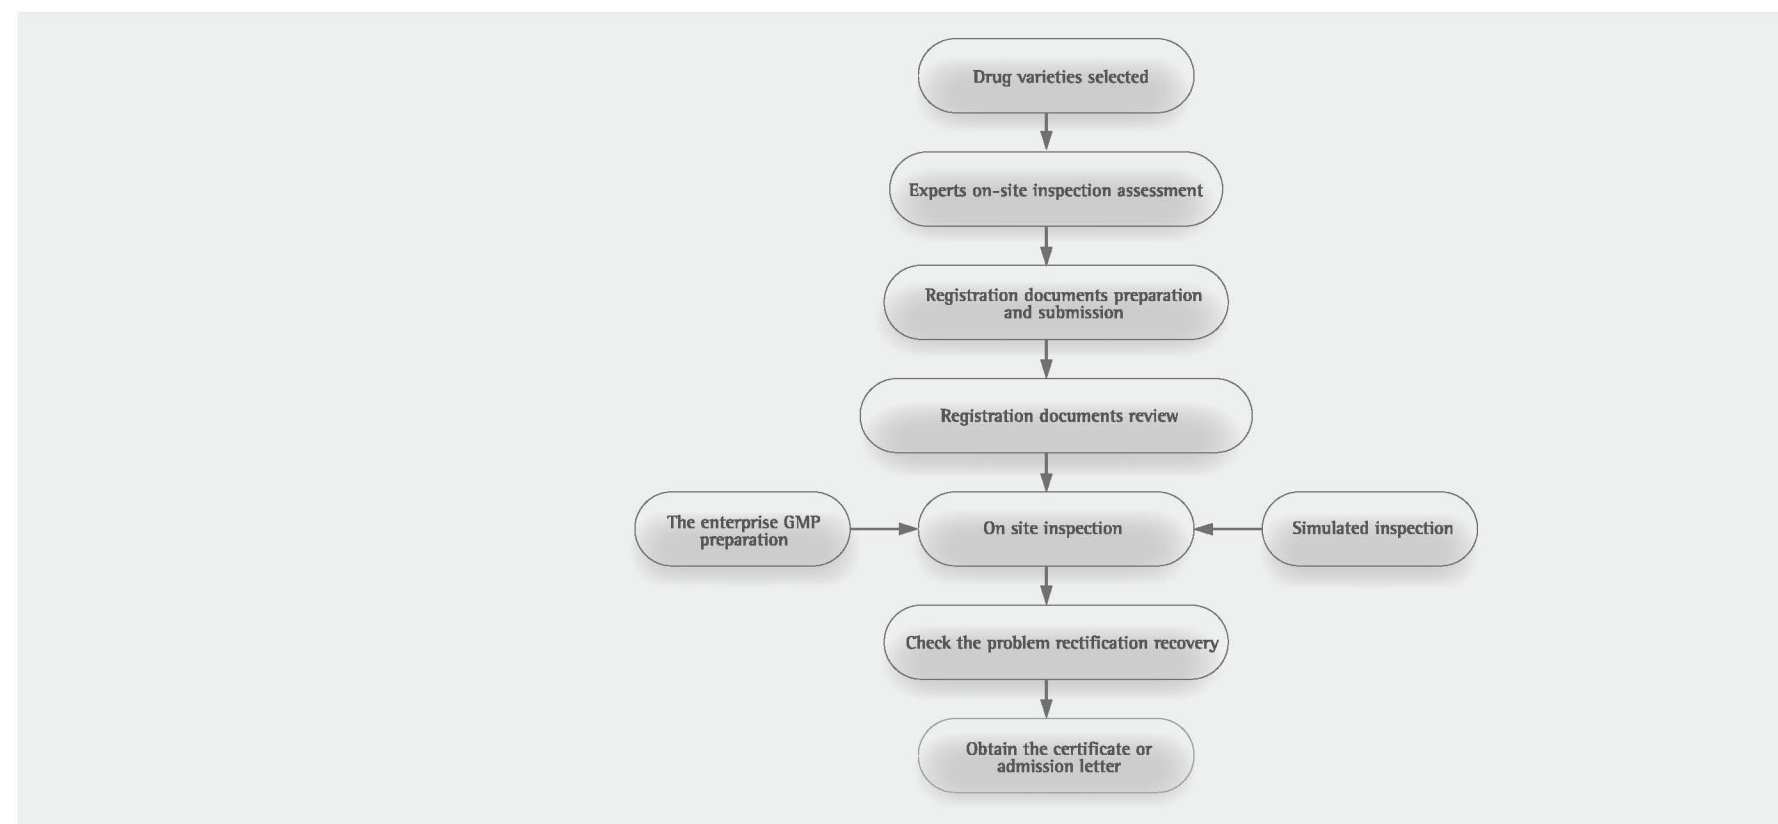 Drug varieties selected
Experts on-site inspection assessment
Registration documents preparation
and submission
Registration documents review
The enterprise GMP
preparation
On site inspection
Simulated inspection
Check the problem rectification recovery
Obtain the certificate or
admission letter